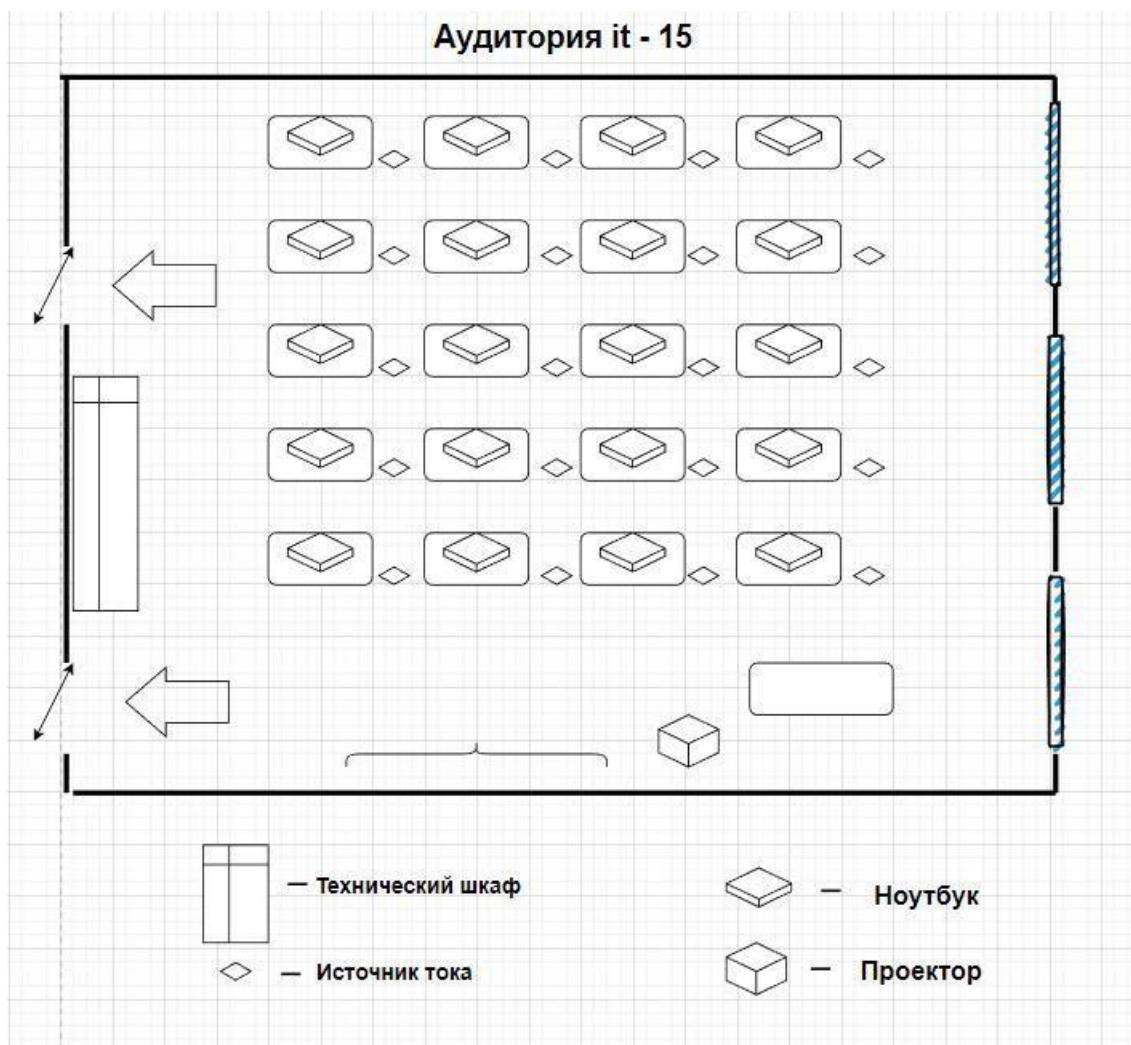 Аудитория it - 15
— Технический шкаф
— Ноутбук
— Источник тока
— Проектор